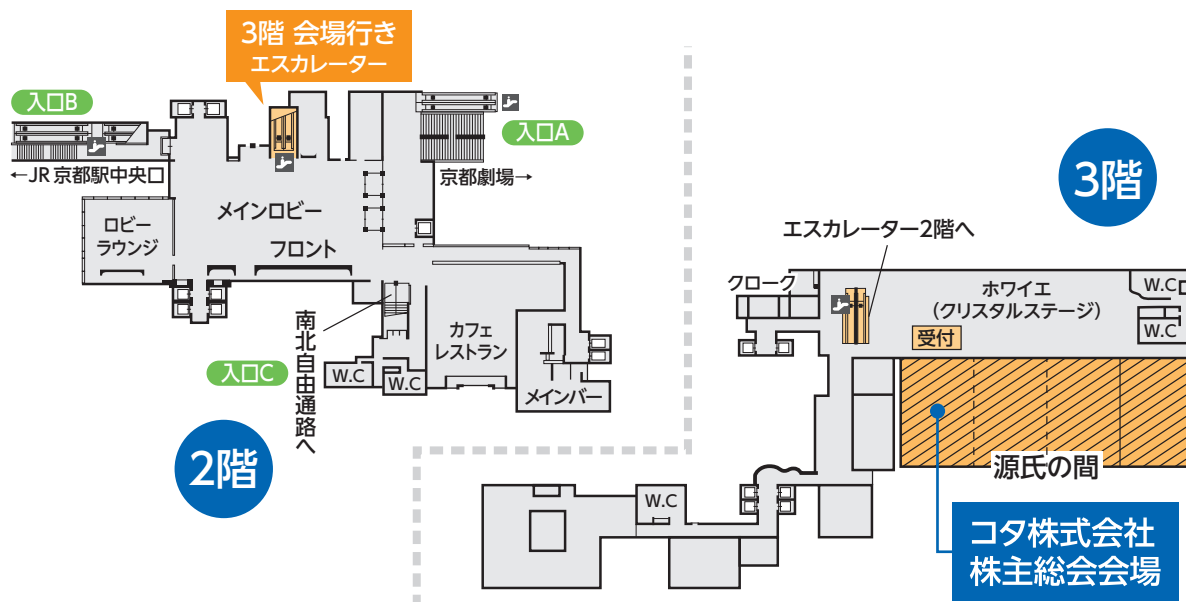 3階 会場行き
エスカレーター
入口B
入口A
←JR 京都駅中央口
京都劇場→
メインロビー
ロビー
ラウンジ
フロント
南北自由通路へ
カフェ
レストラン
入口C
W.C
W.C
メインバー
2階
3階
エスカレーター2階へ
クローク
ホワイエ
(クリスタルステージ)
W.C
W.C
受付
源氏の間
W.C
コタ株式会社
株主総会会場